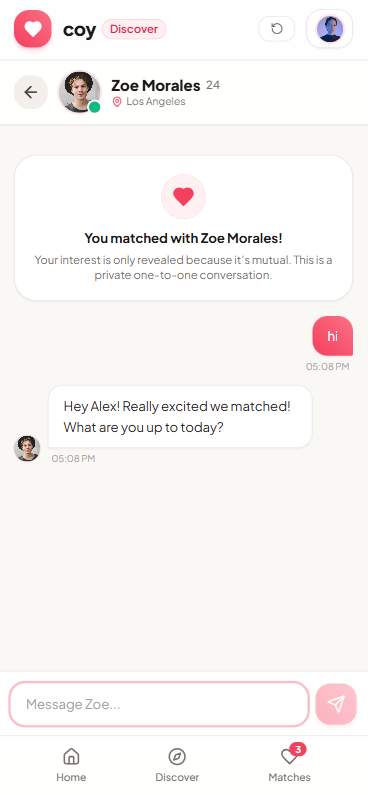 coy
Discover
Zoe Morales 24
Los Angeles
You matched with Zoe Morales!
Your interest is only revealed because it's mutual. This is a
private one-to-one conversation.
hi
05:08 PM
Hey Alex! Really excited we matched!
What are you up to today?
05:08 PM
Message Zoe...
3
Home
Discover
Matches